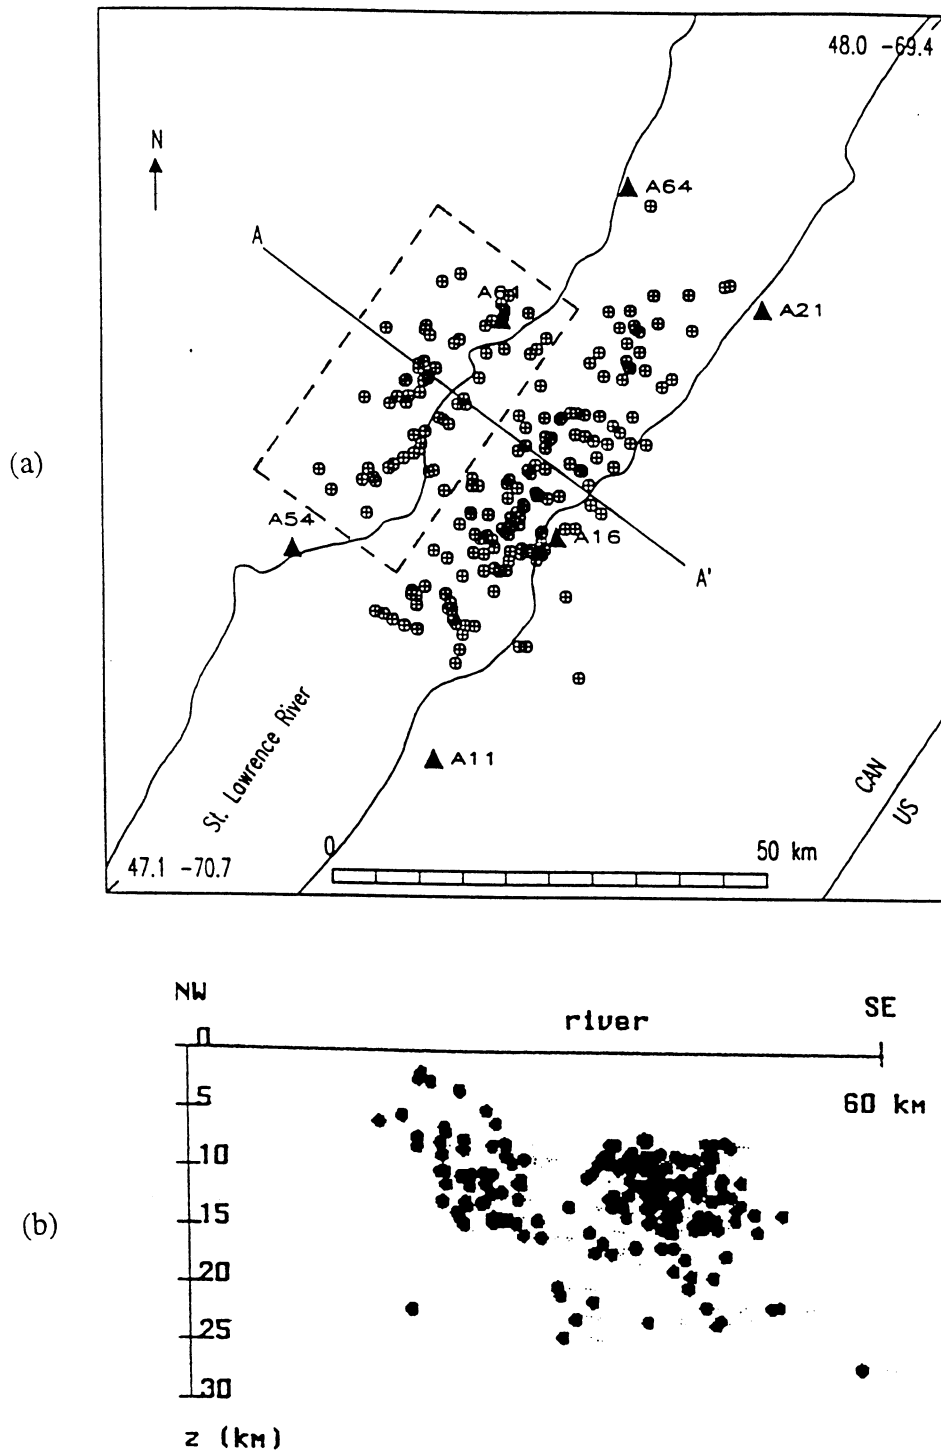 48.0 -69.4
N
A64
A
A61
A21
(a)
A54
A16
A'
St. Lawrence River
A11
CAN
US
0
50 km
47.1 -70.7
NW
SE
river
0
5
60 km
10
(b)
15
20
25
30
z (km)